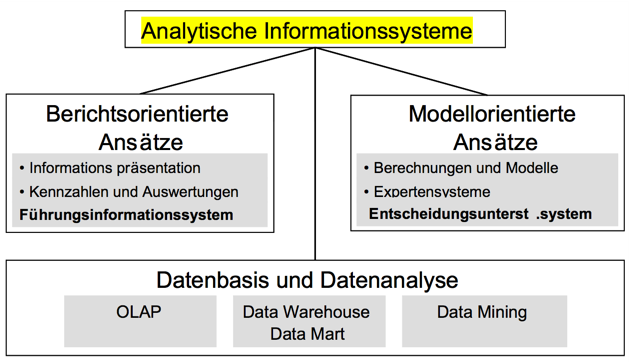 Analytische Informationssysteme
Berichtsorientierte
Ansätze
• Informations präsentation
• Kennzahlen und Auswertungen
Führungsinformationssystem
Modellorientierte
Ansätze
• Berechnungen und Modelle
• Expertensysteme
Entscheidungsunterst .system
Datenbasis und Datenanalyse
OLAP
Data Warehouse
Data Mart
Data Mining